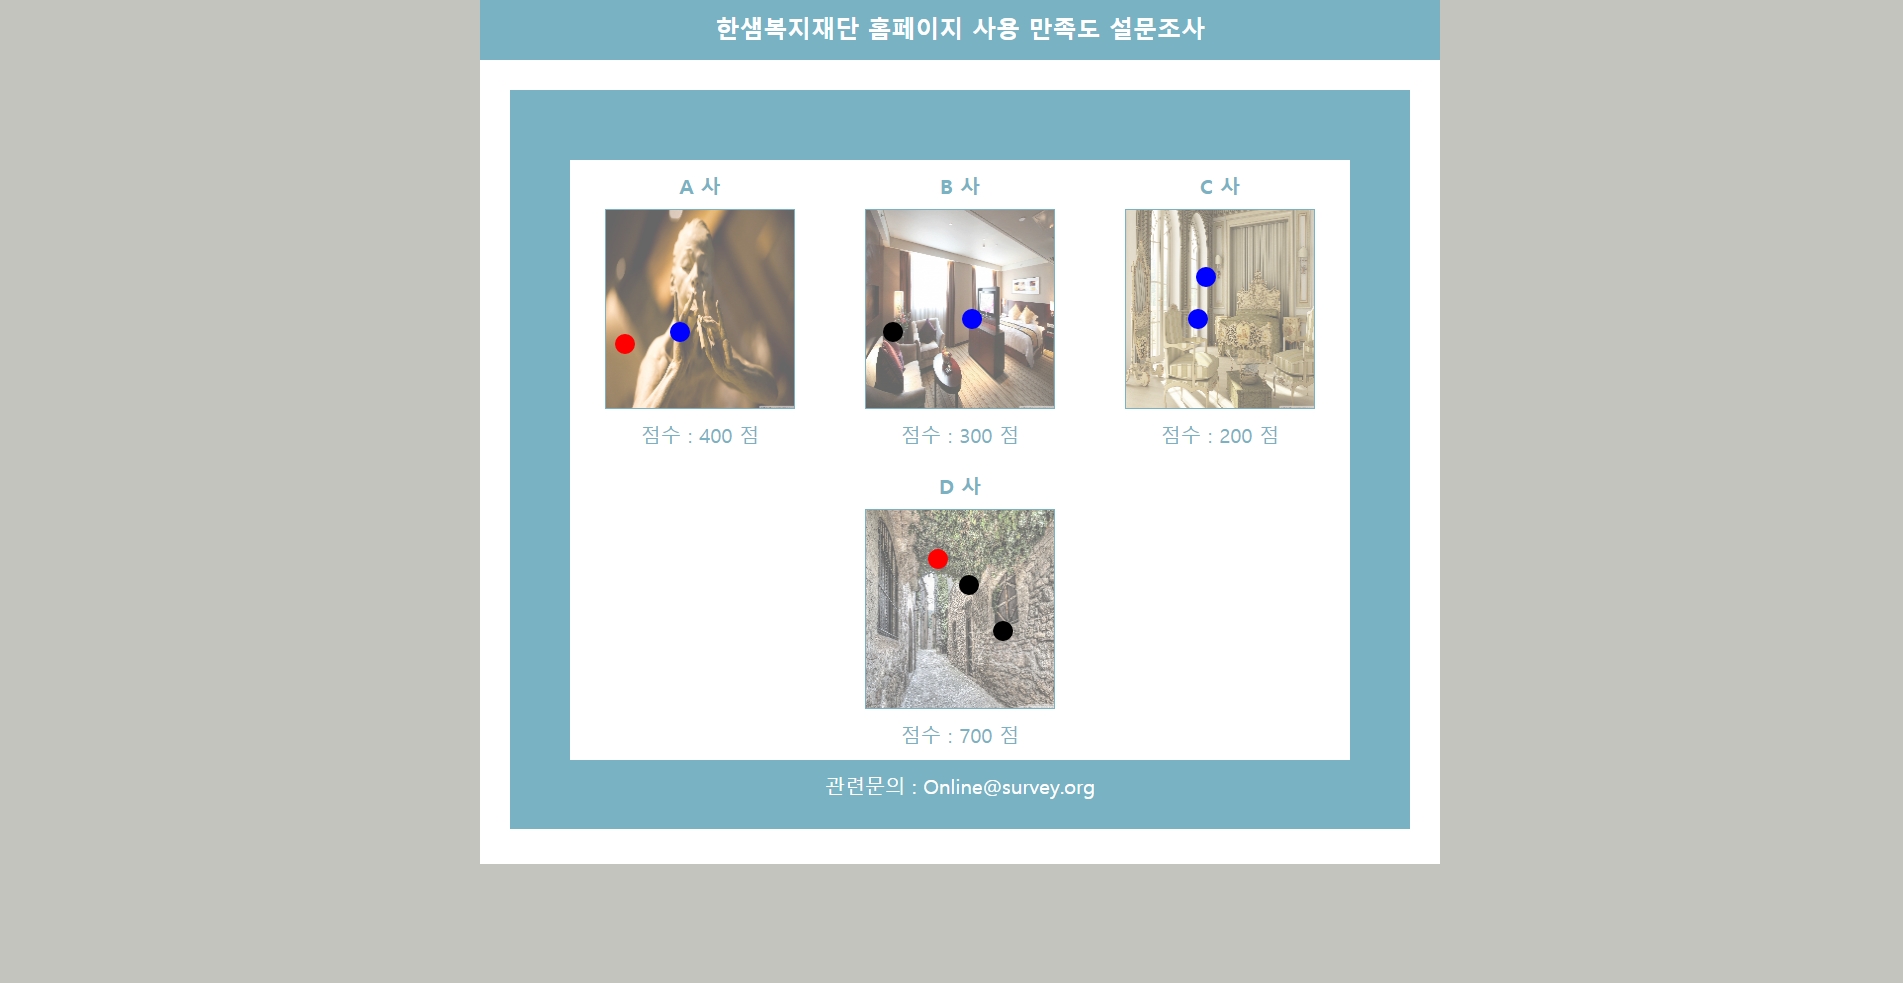 한샘복지재단 홈페이지 사용 만족도 설문조사
A 사
B 사
C 사
점수 : 400 점
점수 : 300 점
점수 : 200 점
D 사
점수 : 700 점
관련문의 : Online@survey.org